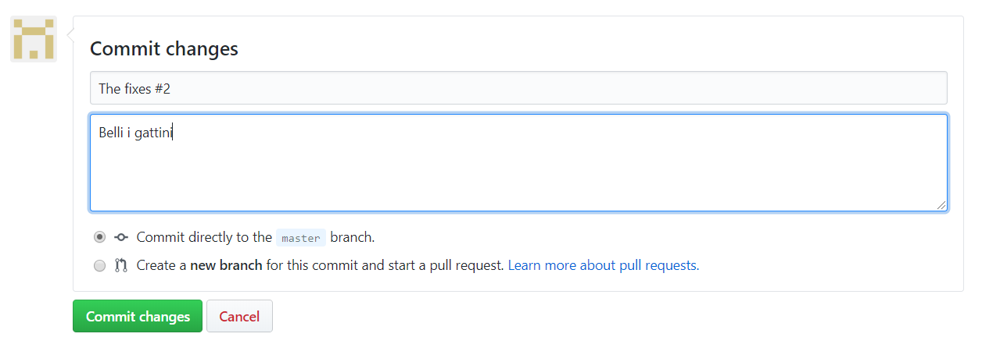 Commit changes
The fixes #2
Belli i gattini
Commit directly to the master branch.
Create a new branch for this commit and start a pull request. Learn more about pull requests.
Commit changes Cancel